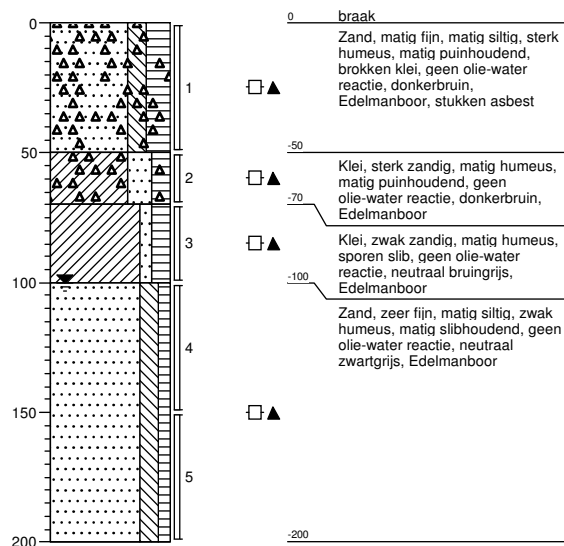 0
50
100
150
200
1
2
3
4
5
0 braak
Zand, matig fijn, matig siltig, sterk
humeus, matig puinhoudend,
brokken klei, geen olie-water
reactie, donkerbruin,
Edelmanboor, stukken asbest
-50
Klei, sterk zandig, matig humeus,
matig puinhoudend, geen
olie-water reactie, donkerbruin,
Edelmanboor
-70
Klei, zwak zandig, matig humeus,
sporen slib, geen olie-water
reactie, neutraal bruingrijs,
Edelmanboor
-100
Zand, zeer fijn, matig siltig, zwak
humeus, matig slibhoudend, geen
olie-water reactie, neutraal
zwartgrijs, Edelmanboor
-200